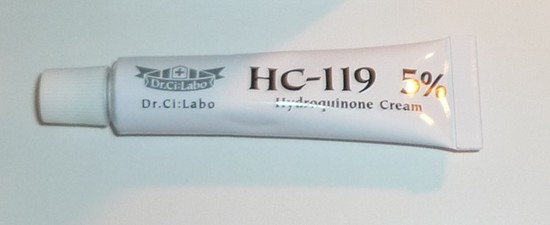 Dr.Ci:Labo
Dr.Ci:Labo
HC-119 5%
Hydroquinone Cream